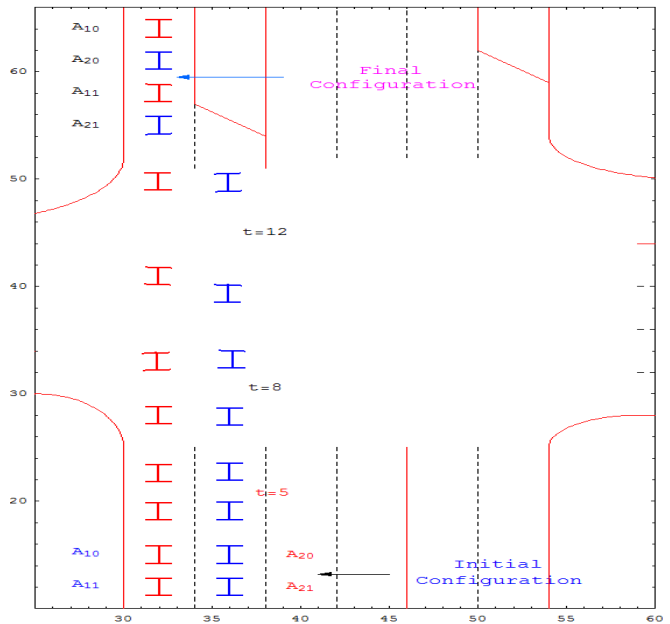 A10
A20
60
Final
A11
Configuration
A21
50
t=12
40
t=8
30
t=5
20
A10
A20
Initial
A11
A21
Configuration
30
35
40
45
50
55
60